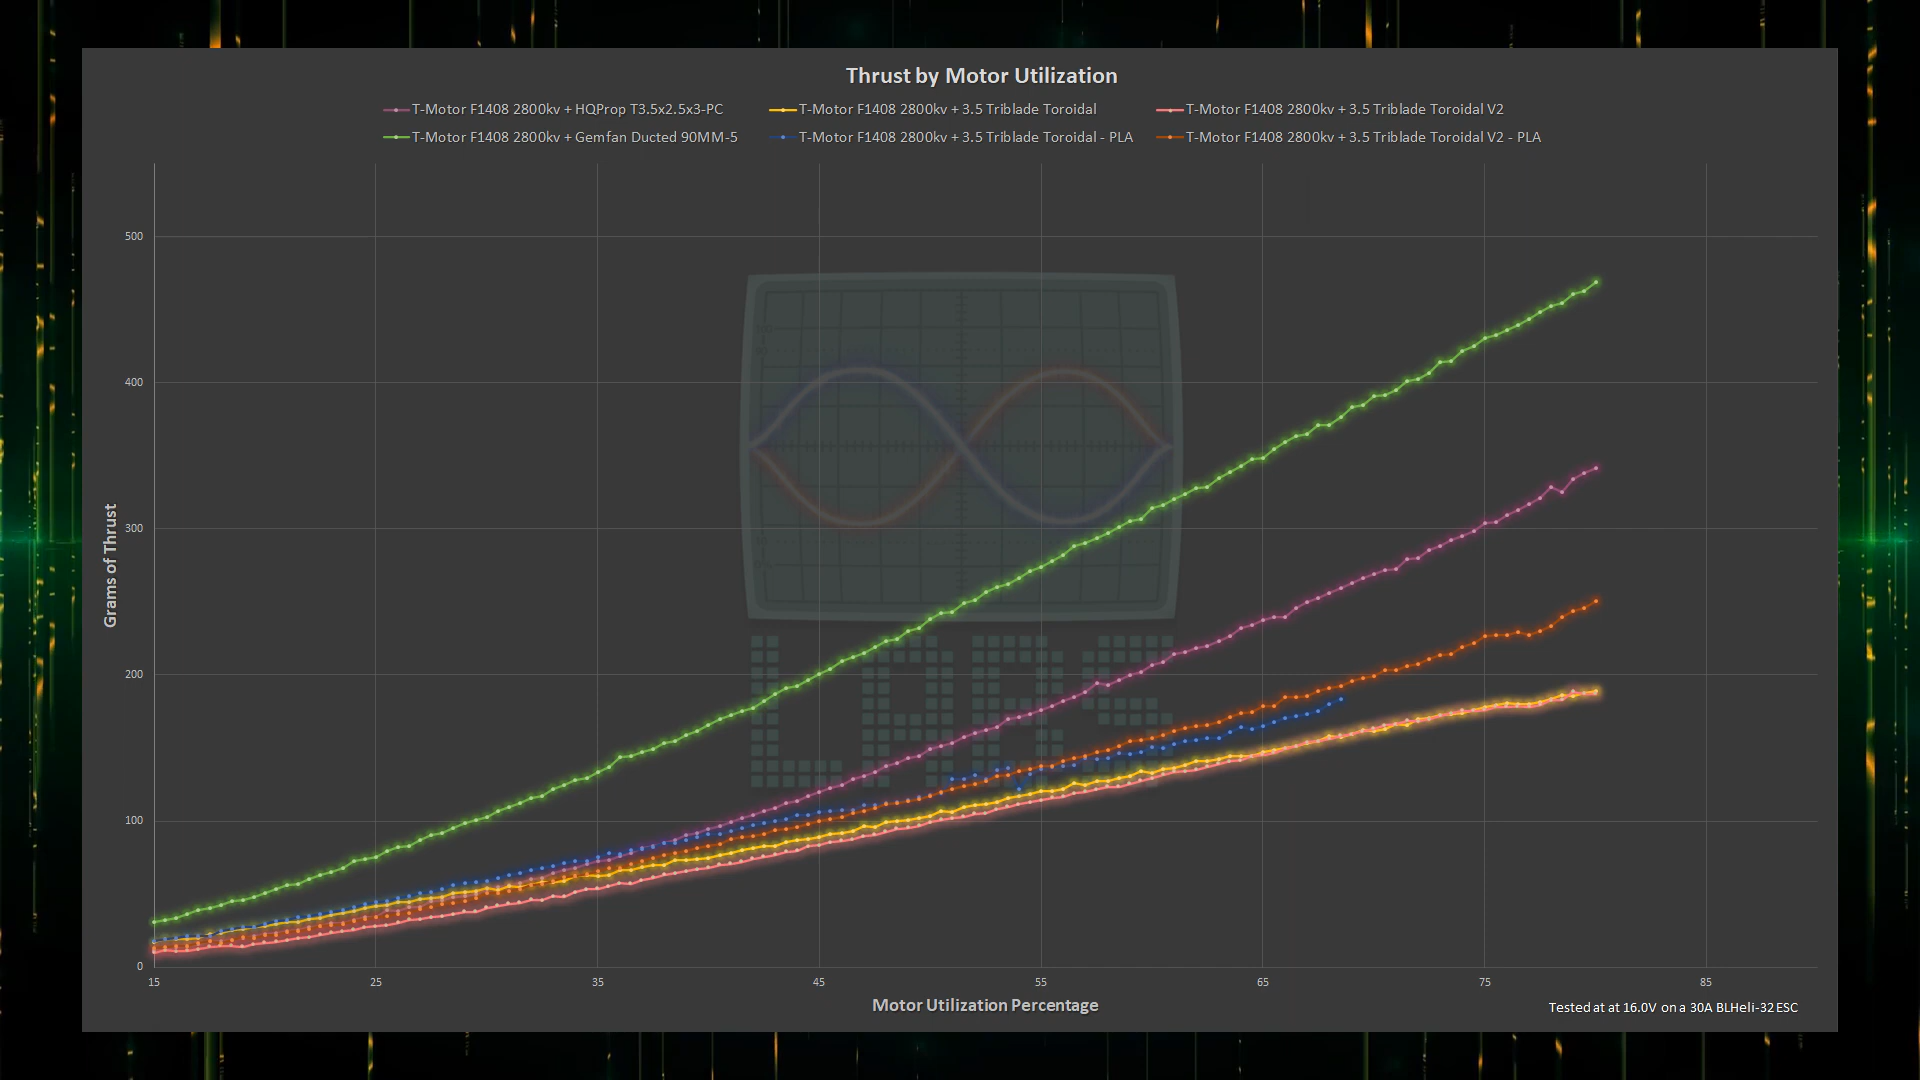 Thrust by Motor Utilization
T-Motor F1408 2800kv + HQProp T3.5x2.5x3-PC
T-Motor F1408 2800kv + 3.5 Triblade Toroidal
T-Motor F1408 2800kv + 3.5 Triblade Toroidal V2
T-Motor F1408 2800kv + Gemfan Ducted 90MM-5
T-Motor F1408 2800kv + 3.5 Triblade Toroidal - PLA
T-Motor F1408 2800kv + 3.5 Triblade Toroidal V2 - PLA
500
400
300
200
100
0
Grams of Thrust
15 25 35 45 55 65 75 85
Motor Utilization Percentage
Tested at at 16.0V on a 30A BLHeli-32 ESC